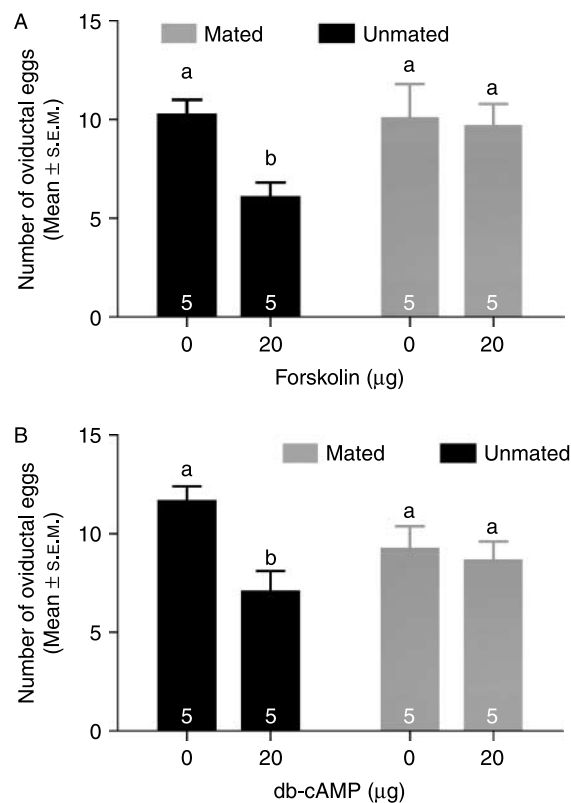 A
Mated Unmated
15
10
5
0
Number of oviductal eggs
(Mean ± S.E.M.)
a
b
a
a
5 5 5 5
0 20 0 20
Forskolin (μg)
B
Mated Unmated
15
10
5
0
Number of oviductal eggs
(Mean ± S.E.M.)
a
b
a
a
5 5 5 5
0 20 0 20
db-cAMP (μg)